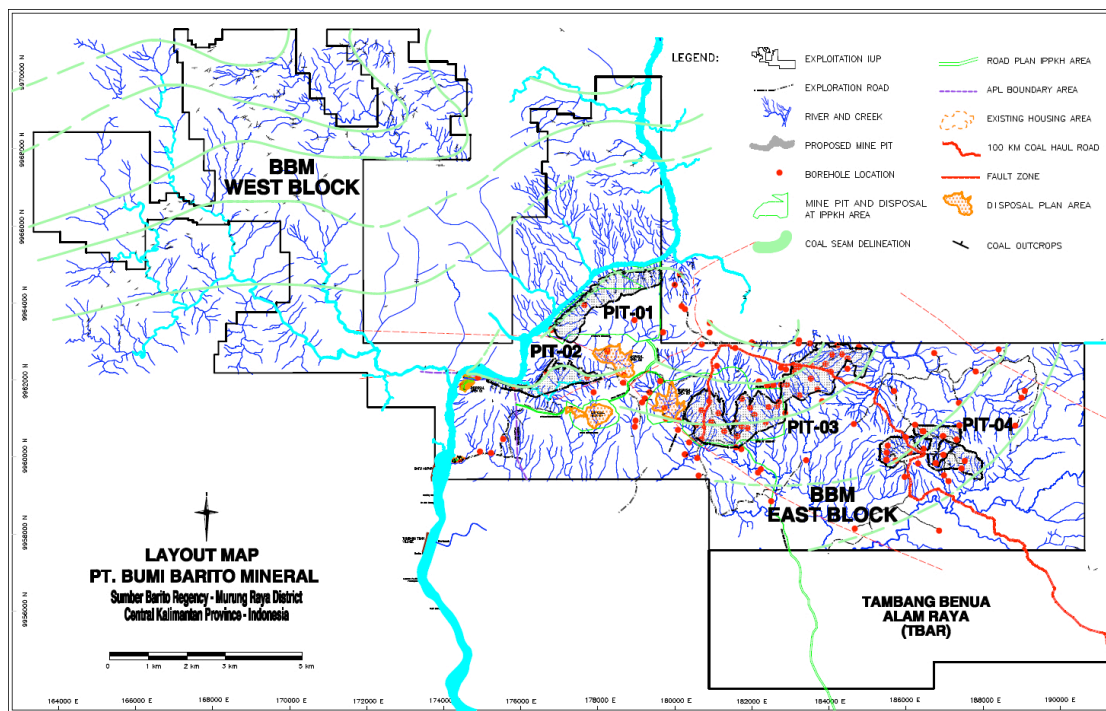 LEGEND:
EXPLOITATION IUP
EXPLORATION ROAD
RIVER AND CREEK
PROPOSED MINE PIT
BOREHOLE LOCATION
MINE PIT AND DISPOSAL
AT IPPKH AREA
COAL SEAM DELINEATION
ROAD PLAN IPPKH AREA
APL BOUNDARY AREA
EXISTING HOUSING AREA
100 KM COAL HAUL ROAD
FAULT ZONE
DISPOSAL PLAN AREA
COAL OUTCROPS
9970000 N
9968000 N
9966000 N
9964000 N
9962000 N
9960000 N
9958000 N
9956000 N
BBM
WEST BLOCK
PIT-01
PIT-02
PIT-03
PIT-04
BBM
EAST BLOCK
TAMBANG BENUA
ALAM RAYA
(TBAR)
LAYOUT MAP
PT. BUMI BARITO MINERAL
Sumber Barito Regency - Murung Raya District
Central Kalimantan Province - Indonesia
0 1 km 2 km 3 km 5 km
164000 E 166000 E 168000 E 170000 E 172000 E 174000 E 176000 E 178000 E 180000 E 182000 E 184000 E 186000 E 188000 E 190000 E